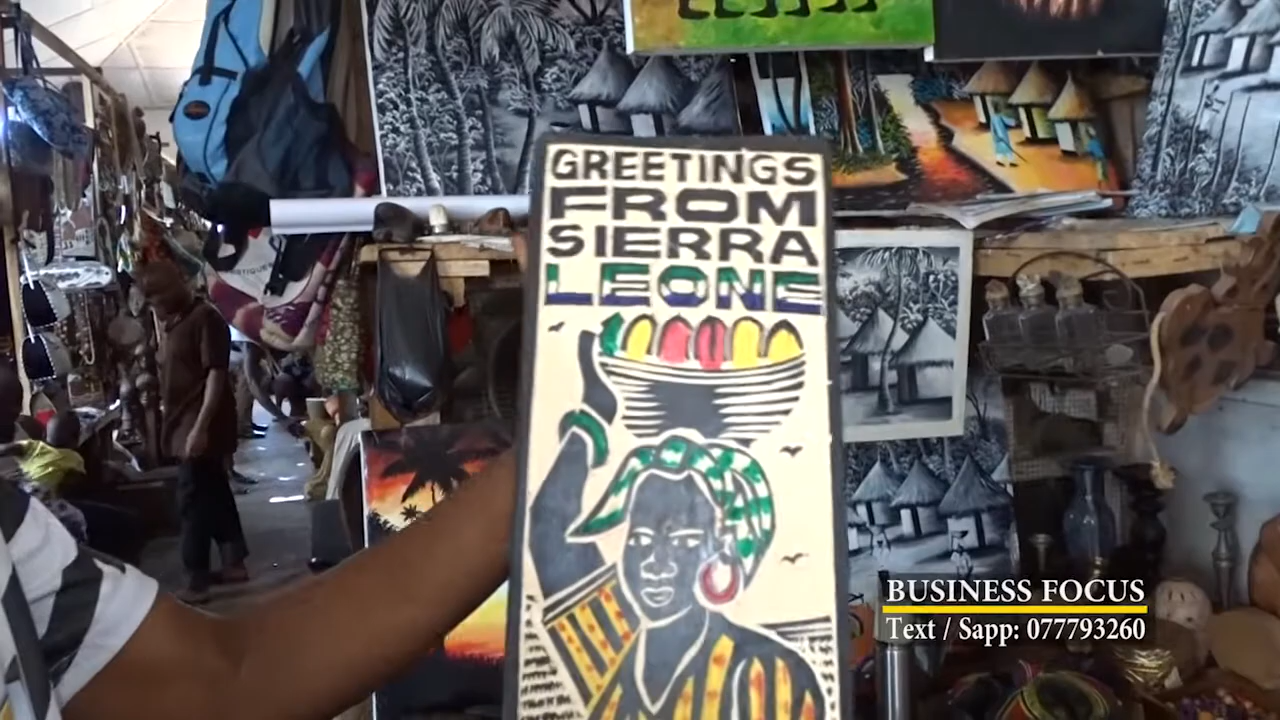 GREETINGS
FROM
SIERRA
LEONE
BUSINESS FOCUS
Text / Sapp: 077793260